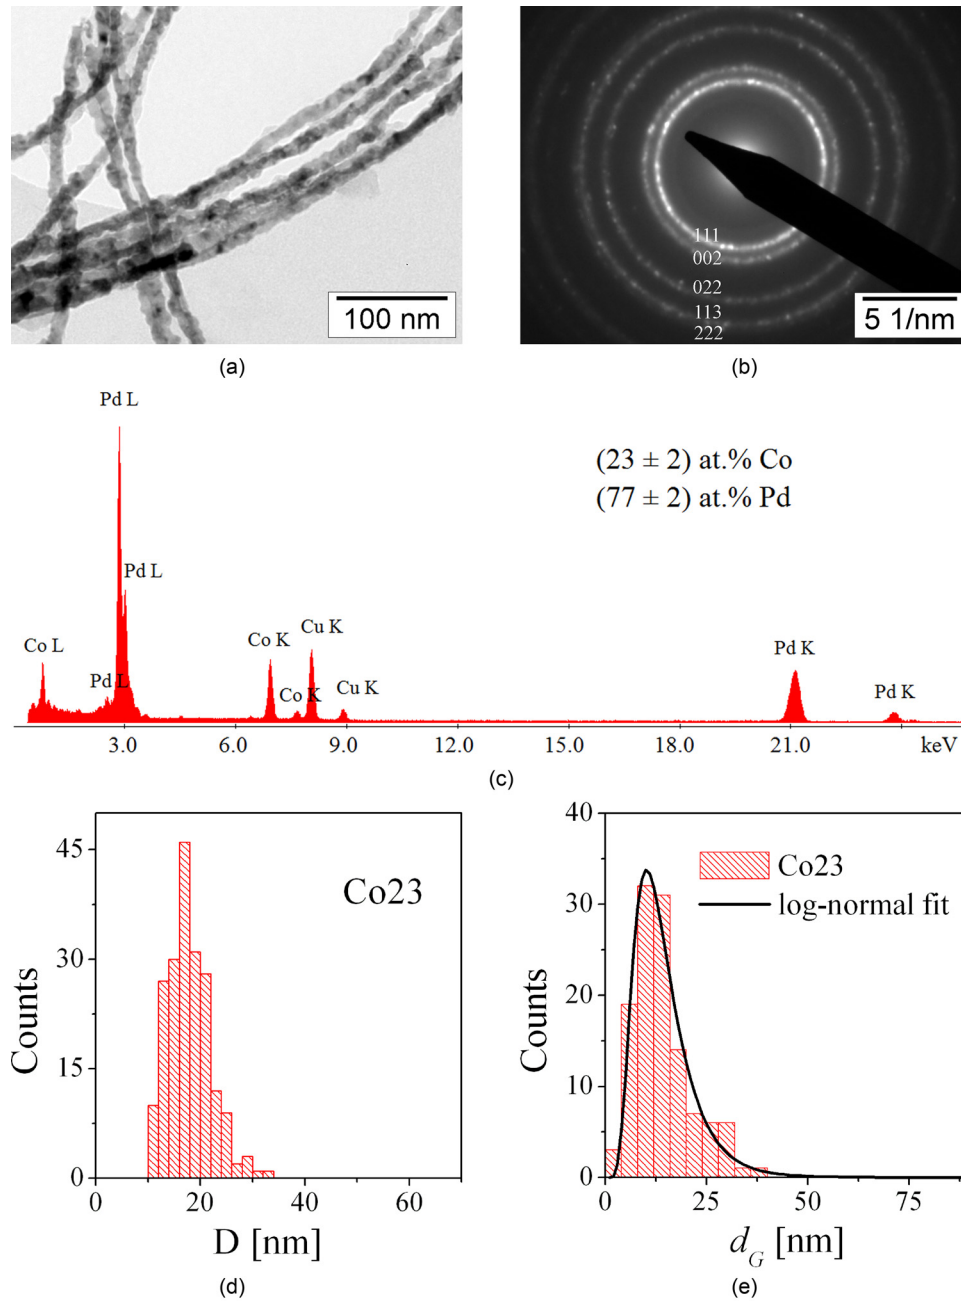 100 nm
(a)
111
002
022
113
222
5 1/nm
(b)
Pd L
(23 ± 2) at.% Co
(77 ± 2) at.% Pd
Pd L
Co L
Pd L
Co K
Co K
Cu K
Cu K
Pd K
Pd K
3.0 6.0 9.0 12.0 15.0 18.0 21.0 keV
(c)
45
30
15
0
Counts
Co23
0 20 40 60
D [nm]
(d)
40
30
20
10
0
Counts
Co23
log-normal fit
0 25 50 75
d_G [nm]
(e)